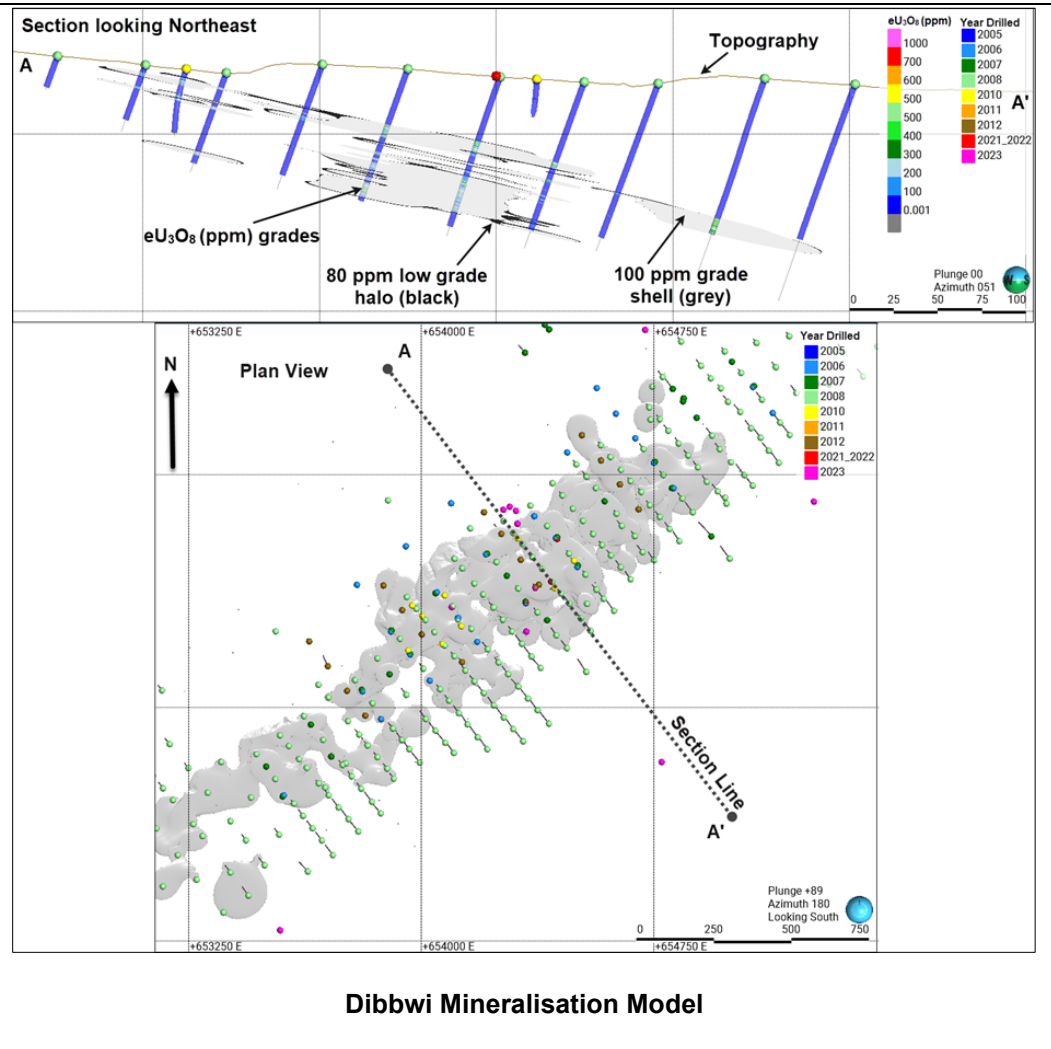 Section looking Northeast
eU₃O₈ (ppm)
Year Drilled
1000
700
600
500
500
400
300
200
100
0.001
2005
2006
2007
2008
2010
2011
2012
2021_2022
2023
Topography
A
A'
eU₃O₈ (ppm) grades
80 ppm low grade
halo (black)
100 ppm grade
shell (grey)
Plunge 00
Azimuth 051
N S
0 25 50 75 100
+653250 E
+654000 E
+654750 E
Year Drilled
2005
2006
2007
2008
2010
2011
2012
2021_2022
2023
N
Plan View
A
Section Line
A'
Plunge +89
Azimuth 180
Looking South
0 250 500 750
+653250 E
+654000 E
+654750 E
Dibbwi Mineralisation Model